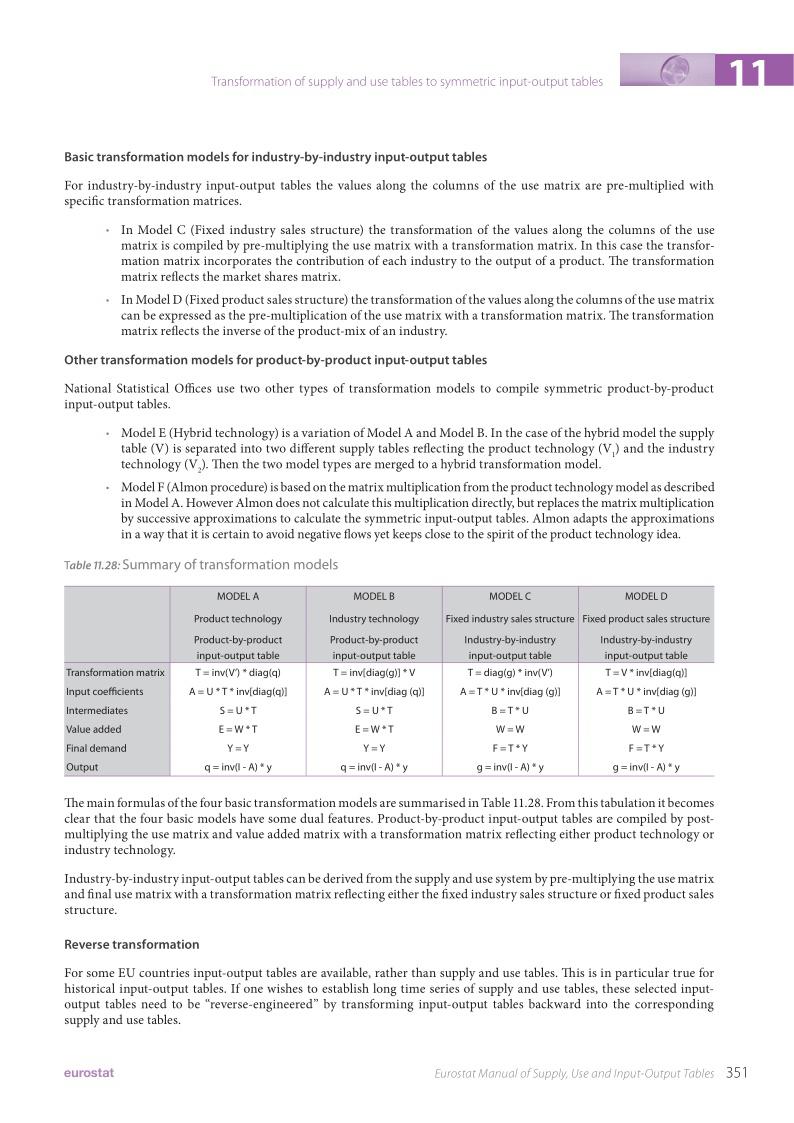 Transformation of supply and use tables to symmetric input-output tables
11
Basic transformation models for industry-by-industry input-output tables
For industry-by-industry input-output tables the values along the columns of the use matrix are pre-multiplied with
specific transformation matrices.
• In Model C (Fixed industry sales structure) the transformation of the values along the columns of the use
matrix is compiled by pre-multiplying the use matrix with a transformation matrix. In this case the transfor-
mation matrix incorporates the contribution of each industry to the output of a product. The transformation
matrix reflects the market shares matrix.
• In Model D (Fixed product sales structure) the transformation of the values along the columns of the use matrix
can be expressed as the pre-multiplication of the use matrix with a transformation matrix. The transformation
matrix reflects the inverse of the product-mix of an industry.
Other transformation models for product-by-product input-output tables
National Statistical Offices use two other types of transformation models to compile symmetric product-by-product
input-output tables.
• Model E (Hybrid technology) is a variation of Model A and Model B. In the case of the hybrid model the supply
table (V) is separated into two different supply tables reflecting the product technology (V1) and the industry
technology (V2). Then the two model types are merged to a hybrid transformation model.
• Model F (Almon procedure) is based on the matrix multiplication from the product technology model as described
in Model A. However Almon does not calculate this multiplication directly, but replaces the matrix multiplication
by successive approximations to calculate the symmetric input-output tables. Almon adapts the approximations
in a way that it is certain to avoid negative flows yet keeps close to the spirit of the product technology idea.
Table 11.28: Summary of transformation models
MODEL A MODEL B MODEL C MODEL D
Product technology Industry technology Fixed industry sales structure Fixed product sales structure
Product-by-product Product-by-product Industry-by-industry Industry-by-industry
input-output table input-output table input-output table input-output table
Transformation matrix T = inv(V') * diag(q) T = inv[diag(g)] * V T = diag(g) * inv(V') T = V * inv[diag(q)]
Input coefficients A = U * T * inv[diag(q)] A = U * T * inv[diag (q)] A = T * U * inv[diag (g)] A = T * U * inv[diag (g)]
Intermediates S = U * T S = U * T B = T * U B = T * U
Value added E = W * T E = W * T W = W W = W
Final demand Y = Y Y = Y F = T * Y F = T * Y
Output q = inv(I - A) * y q = inv(I - A) * y g = inv(I - A) * y g = inv(I - A) * y
The main formulas of the four basic transformation models are summarised in Table 11.28. From this tabulation it becomes
clear that the four basic models have some dual features. Product-by-product input-output tables are compiled by post-
multiplying the use matrix and value added matrix with a transformation matrix reflecting either product technology or
industry technology.
Industry-by-industry input-output tables can be derived from the supply and use system by pre-multiplying the use matrix
and final use matrix with a transformation matrix reflecting either the fixed industry sales structure or fixed product sales
structure.
Reverse transformation
For some EU countries input-output tables are available, rather than supply and use tables. This is in particular true for
historical input-output tables. If one wishes to establish long time series of supply and use tables, these selected input-
output tables need to be “reverse-engineered” by transforming input-output tables backward into the corresponding
supply and use tables.
eurostat
Eurostat Manual of Supply, Use and Input-Output Tables 351